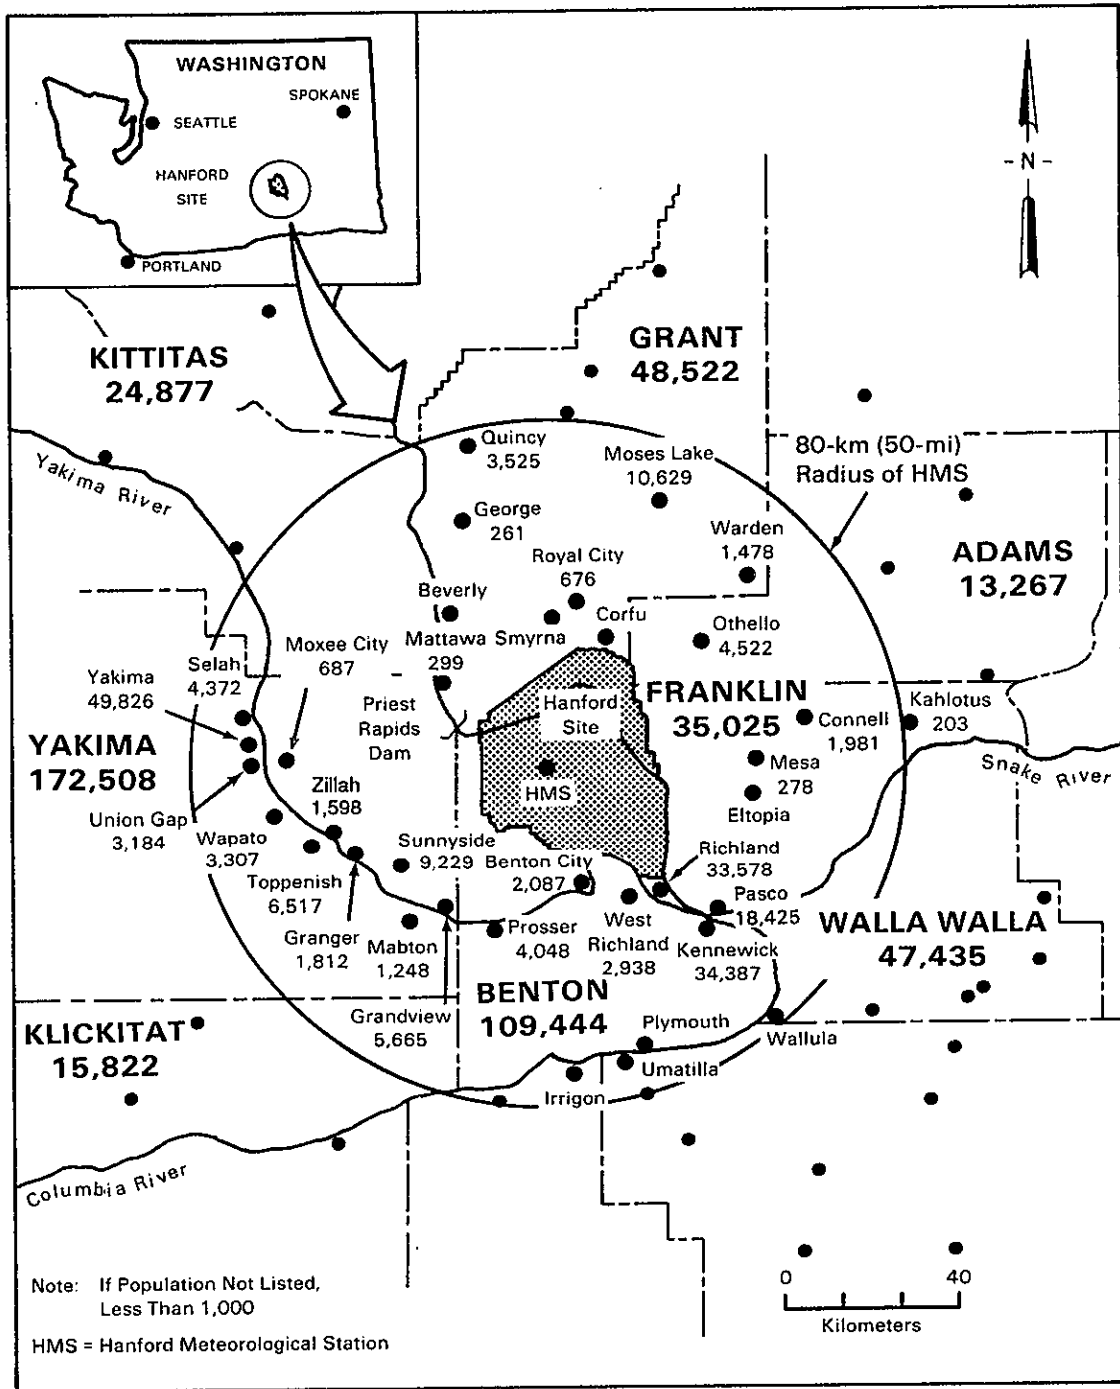 WASHINGTON
SPOKANE
SEATTLE
HANFORD
SITE
PORTLAND
- N -
KITTITAS
24,877
GRANT
48,522
Yakima River
Quincy
3,525
Moses Lake
10,629
80-km (50-mi)
Radius of HMS
George
261
Warden
1,478
ADAMS
13,267
Royal City
676
Beverly
Corfu
Othello
4,522
Mattawa
299
Smyrna
Moxee City
687
Selah
4,372
Yakima
49,826
Priest
Rapids
Dam
Hanford
Site
FRANKLIN
35,025
Kahlotus
203
Connell
1,981
YAKIMA
172,508
Mesa
278
Snake River
HMS
Eltopia
Zillah
1,598
Union Gap
3,184
Wapato
3,307
Sunnyside
9,229
Benton City
2,087
Richland
33,578
Toppenish
6,517
Pasco
18,425
Granger
1,812
Mabton
1,248
Prosser
4,048
West
Richland
2,938
Kennewick
34,387
WALLA WALLA
47,435
BENTON
109,444
Grandview
5,665
KLICKITAT
15,822
Plymouth
Wallula
Umatilla
Irrigon
Columbia River
Note: If Population Not Listed,
Less Than 1,000
HMS = Hanford Meteorological Station
0 40
Kilometers